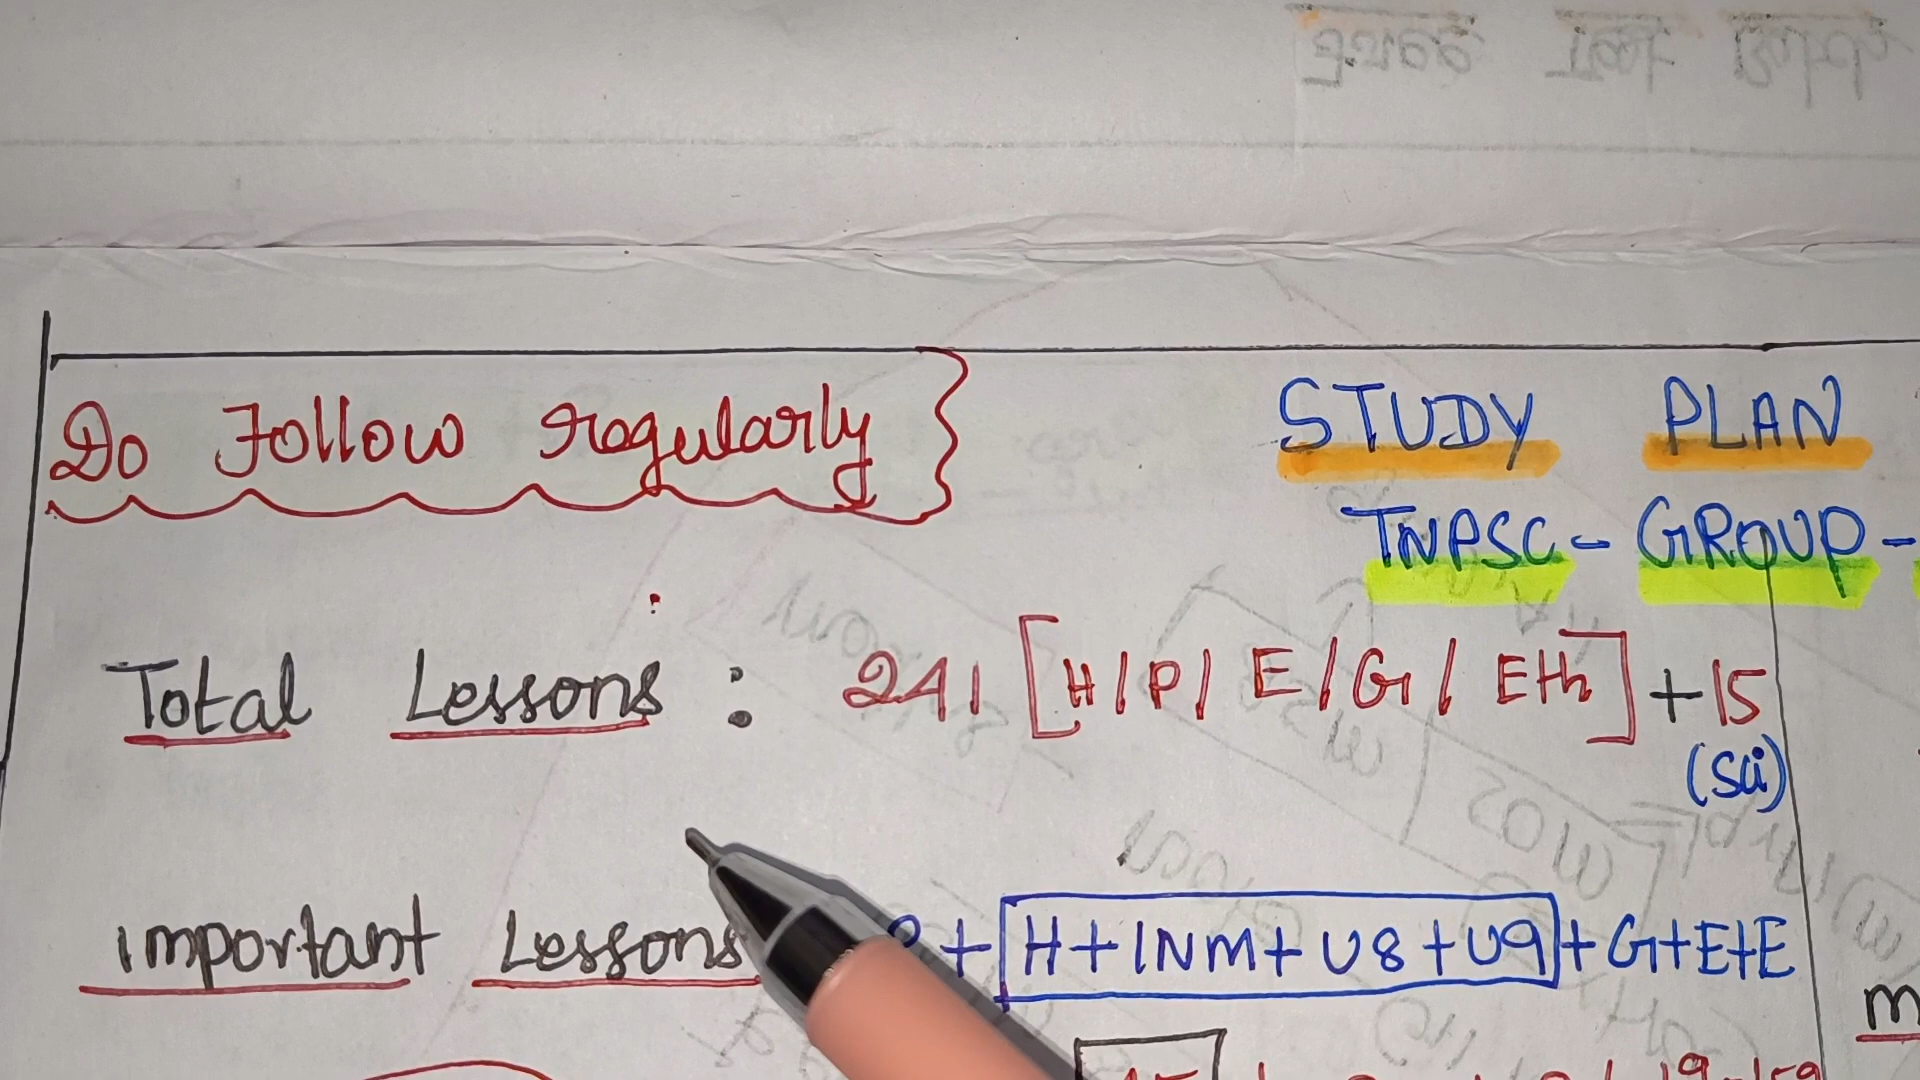 Do Follow regularly
STUDY PLAN
TNPSC - GROUP -
Total Lessons : 241 [H/P/ E/G/ Eth] + 15
(Sci)
Important Lessons + H+INM+U8+U9 + G+E+E